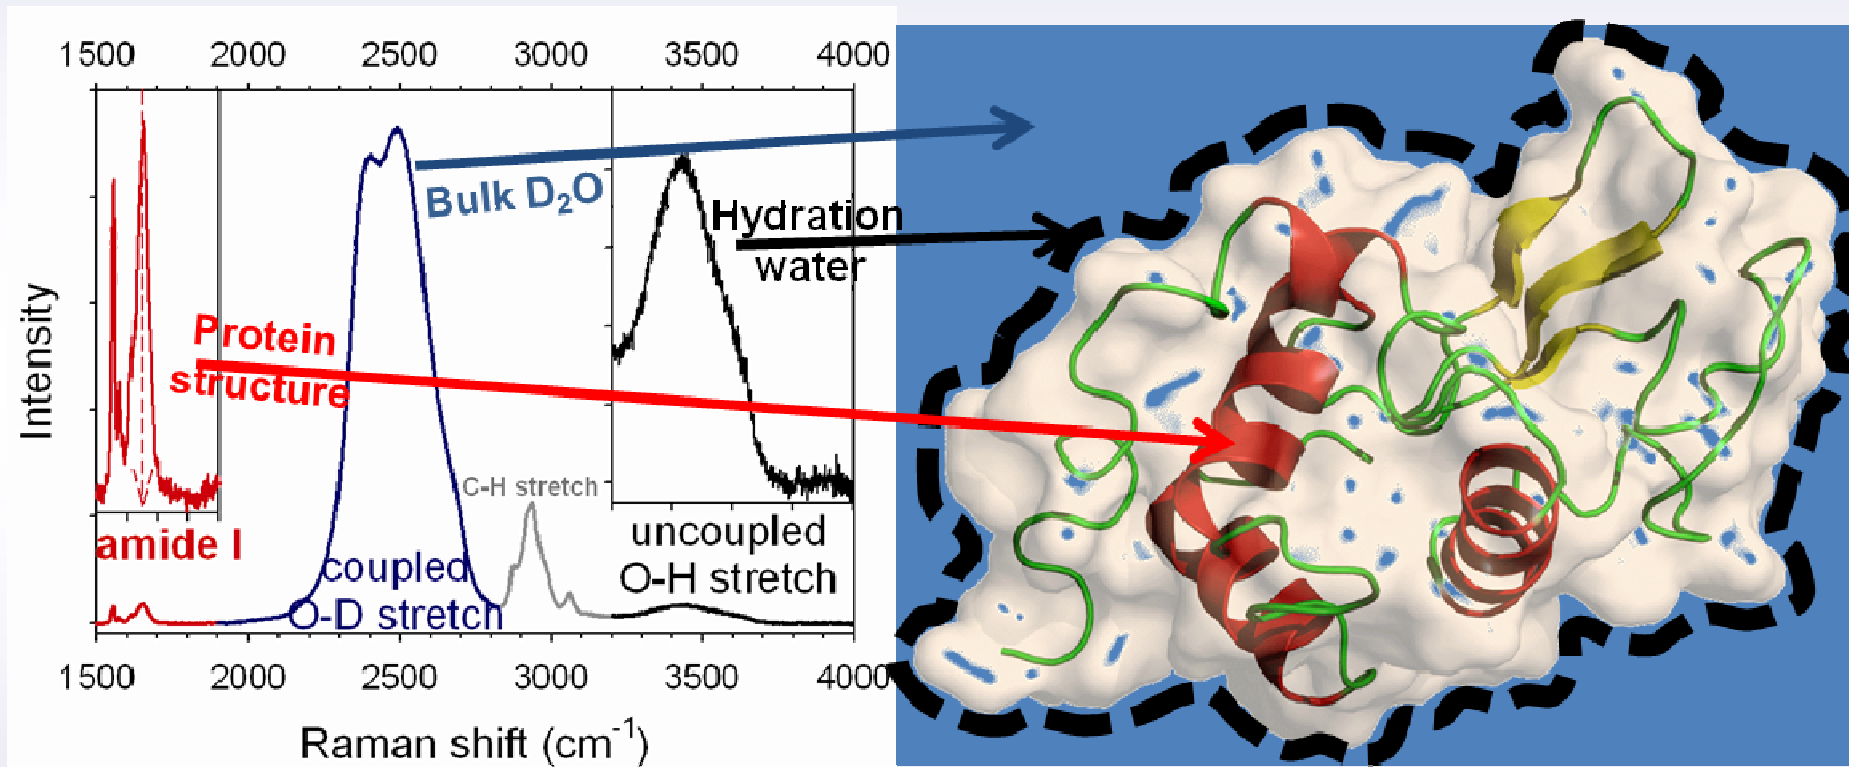 1500 2000 2500 3000 3500 4000
Bulk D₂O
Hydration
water
Protein
structure
Intensity
C-H stretch
amide I
coupled
O-D stretch
uncoupled
O-H stretch
1500 2000 2500 3000 3500 4000
Raman shift (cm⁻¹)